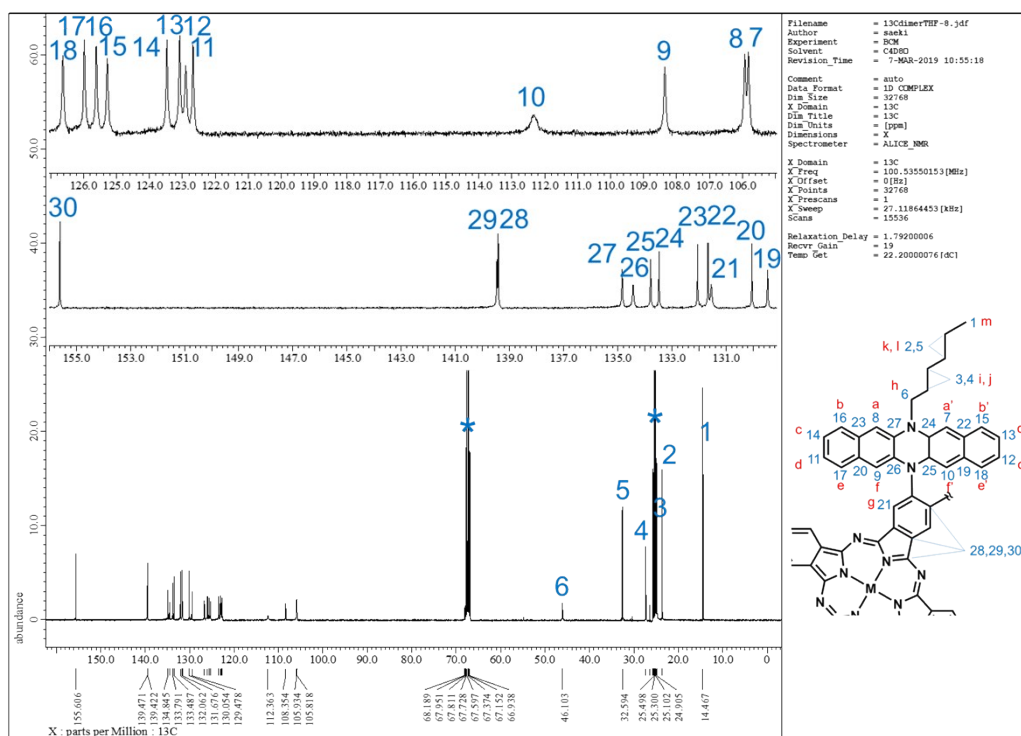 60.0
50.0
40.0
30.0
20.0
10.0
0
abundance
17 16 13 12
18 15 14 11
9 8 7
10
126.0 125.0 124.0 123.0 122.0 121.0 120.0 119.0 118.0 117.0 116.0 115.0 114.0 113.0 112.0 111.0 110.0 109.0 108.0 107.0 106.0 105.0
30
29 28
27 26 25 24 23 22 21 20 19
155.0 153.0 151.0 149.0 147.0 145.0 143.0 141.0 139.0 137.0 135.0 133.0 131.0
* *
1
2
5 3
4
6
150.0 140.0 130.0 120.0 110.0 100.0 90.0 80.0 70.0 60.0 50.0 40.0 30.0 20.0 10.0 0
155.606
139.471
139.422
134.845
133.791
133.487
132.062
131.676
130.054
129.478
112.363
108.354
105.934
105.818
68.189
67.951
67.811
67.728
67.597
67.374
67.152
66.938
46.103
32.594
25.498
25.300
25.102
24.905
14.467
X : parts per Million : 13C
Filename = 13CdimerTHF-8.jdf
Author = saeki
Experiment = BCM
Solvent = C4D8O
Revision_Time = 7-MAR-2019 10:55:18
Comment = auto
Data_Format = 1D COMPLEX
Dim_Size = 32768
X_Domain = 13C
Dim_Title = 13C
Dim_Units = [ppm]
Dimensions = X
Spectrometer = ALICE_NMR
X_Domain = 13C
X_Freq = 100.53550153[MHz]
X_Offset = 0[Hz]
X_Points = 32768
X_Prescans = 1
X_Sweep = 27.11864453[kHz]
Scans = 15536
Relaxation_Delay = 1.79200006
Recvr_Gain = 19
Temp_Get = 22.20000076[dC]
1 m
k, l 2,5
3,4 i, j
h 6
b a a' b'
16 23 8 27 N 24 7 22 15
c 14 13 c'
d 11 12 d'
17 20 9 26 N 25 10 19 18
e f f' e'
g 21
28,29,30
N N
N N
M
N N